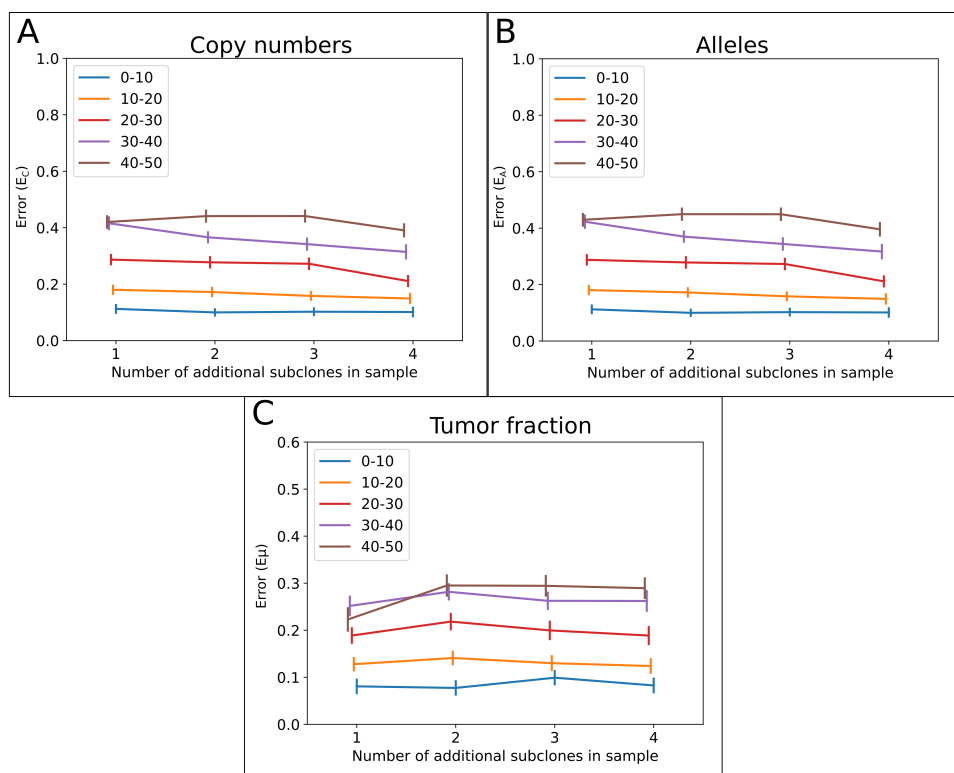 A
Copy numbers
1.0
0.8
0.6
0.4
0.2
0.0
Error (E_C)
0-10
10-20
20-30
30-40
40-50
1 2 3 4
Number of additional subclones in sample
B
Alleles
1.0
0.8
0.6
0.4
0.2
0.0
Error (E_A)
0-10
10-20
20-30
30-40
40-50
1 2 3 4
Number of additional subclones in sample
C
Tumor fraction
0.6
0.5
0.4
0.3
0.2
0.1
0.0
Error (Eμ)
0-10
10-20
20-30
30-40
40-50
1 2 3 4
Number of additional subclones in sample